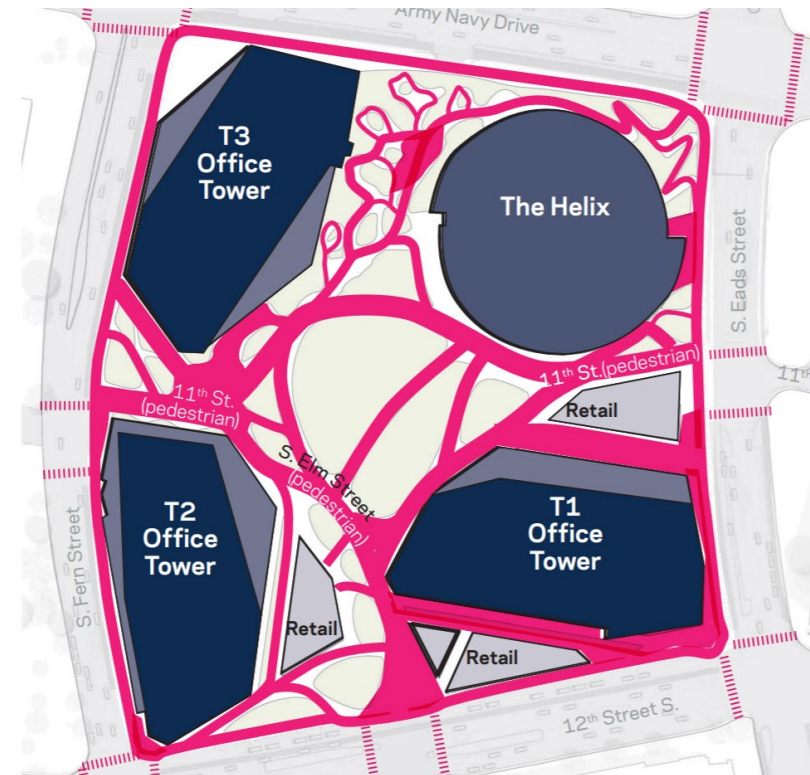 Army Navy Drive
T3
Office
Tower
The Helix
S. Eads Street
11th St.
(pedestrian)
11th St.(pedestrian)
11th
Retail
S. Elm Street
(pedestrian)
T2
Office
Tower
T1
Office
Tower
S. Fern Street
Retail
Retail
12th Street S.